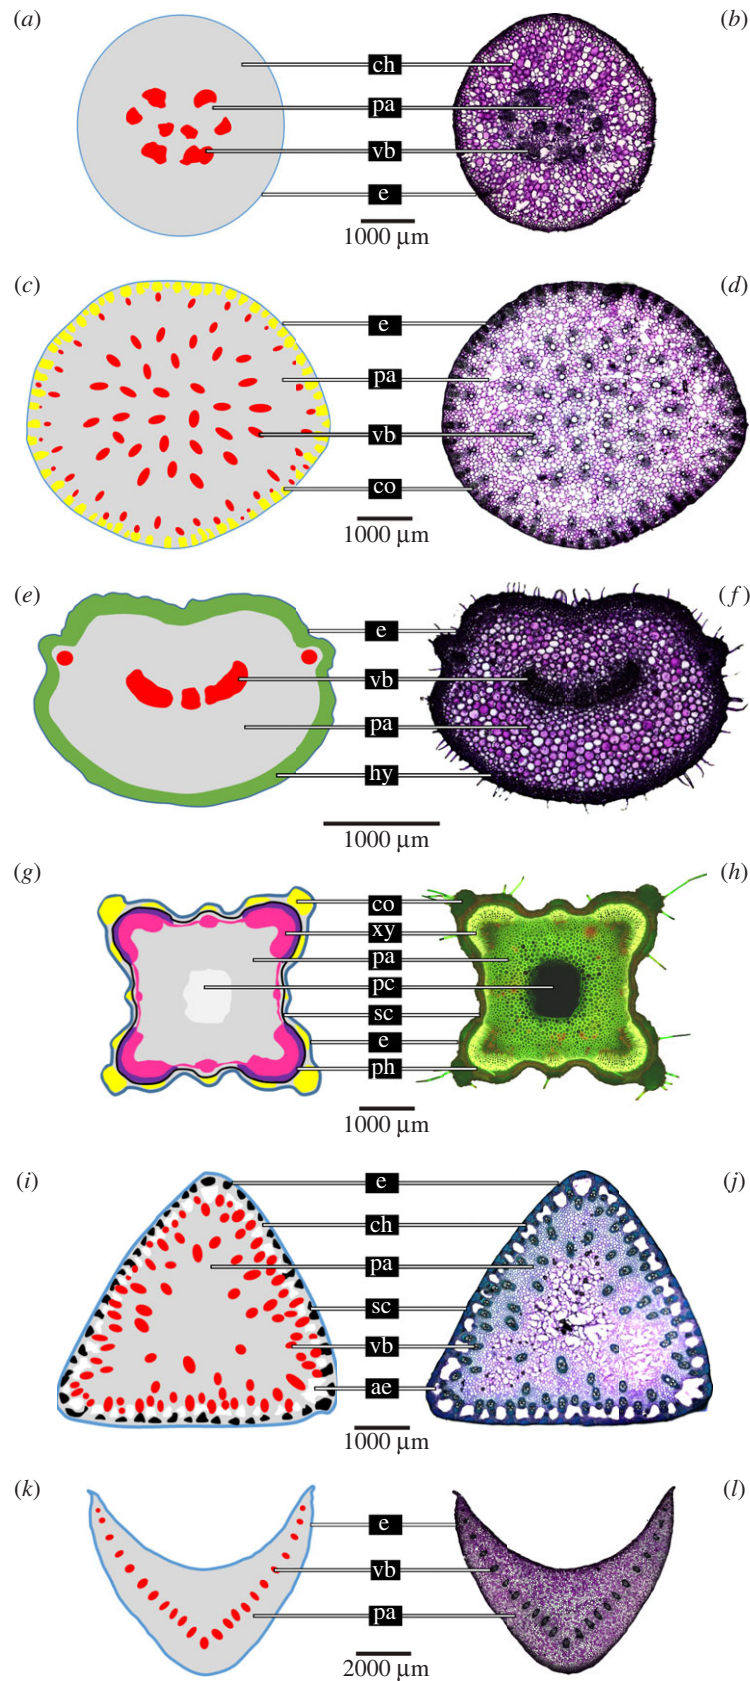 (a) (b)
ch
pa
vb
e
1000 µm
(c) (d)
e
pa
vb
co
1000 µm
(e) (f)
e
vb
pa
hy
1000 µm
(g) (h)
co
xy
pa
pc
sc
e
ph
1000 µm
(i) (j)
e
ch
pa
sc
vb
ae
1000 µm
(k) (l)
e
vb
pa
2000 µm